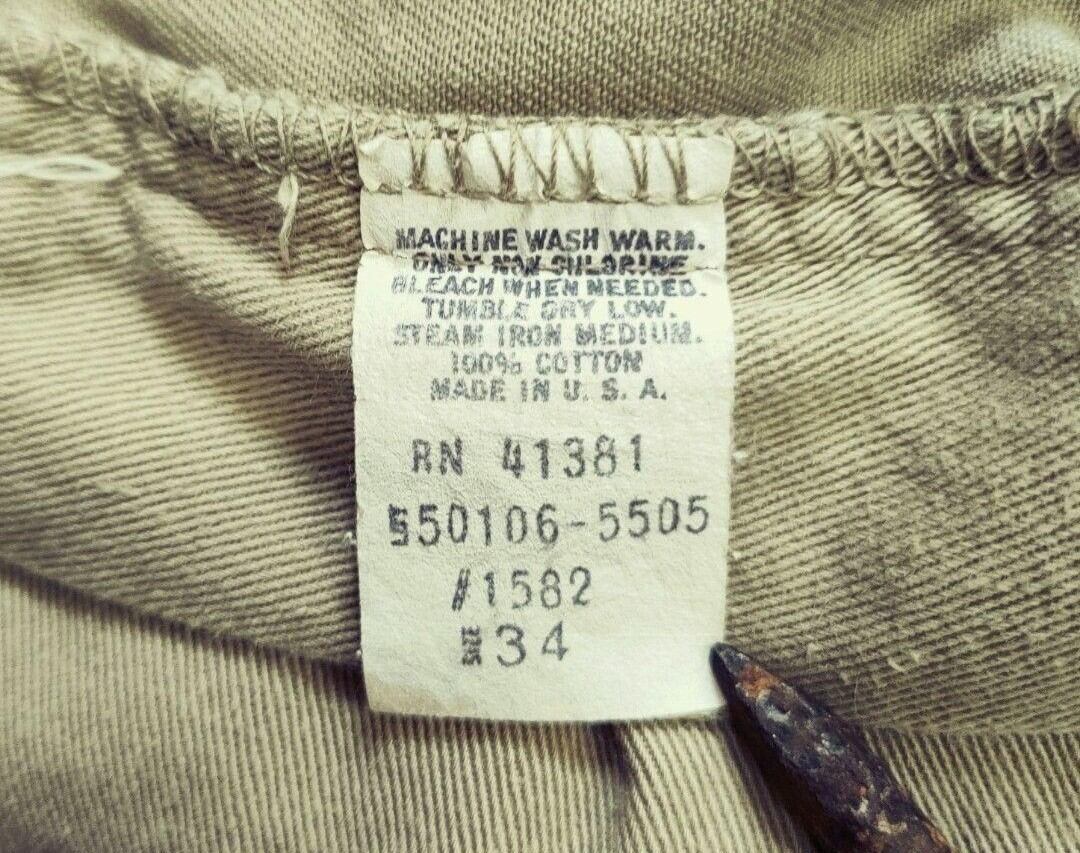 MACHINE WASH WARM.
ONLY NON CHLORINE
BLEACH WHEN NEEDED.
TUMBLE DRY LOW.
STEAM IRON MEDIUM.
100% COTTON
MADE IN U. S. A.
RN 41381
§50106-5505
//1582
SIZE 34